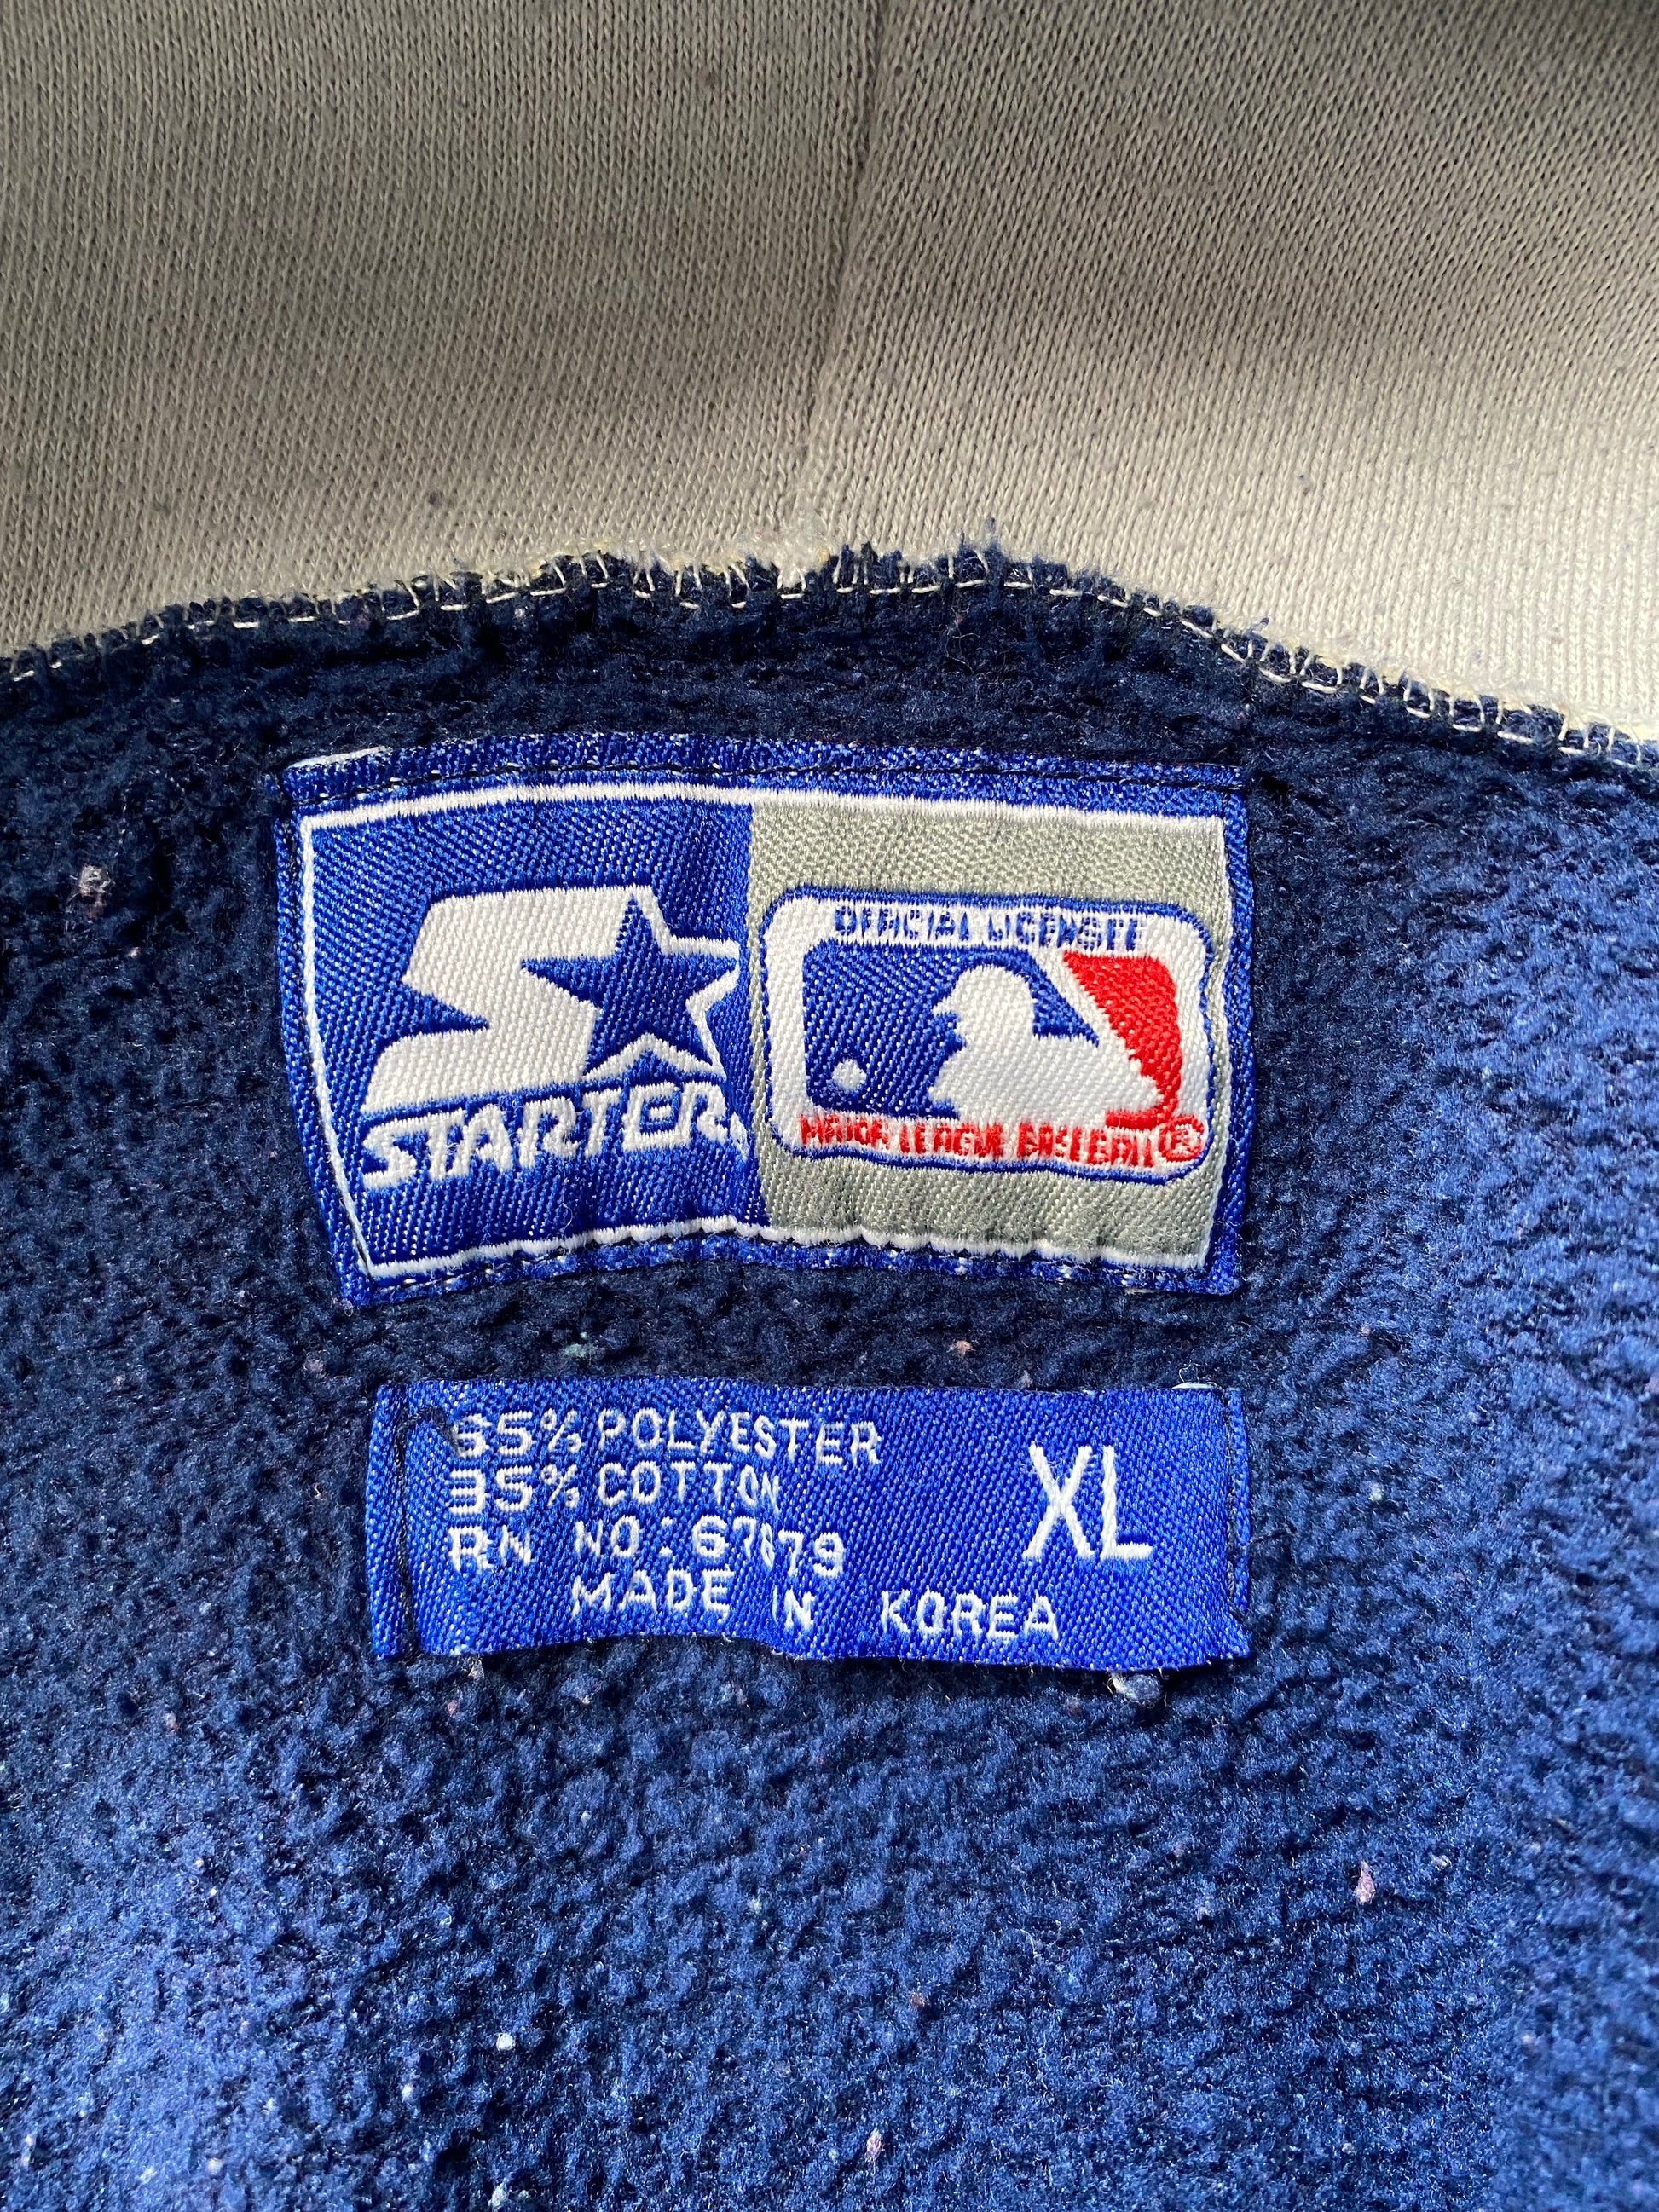 STARTER
OFFICIAL LICENSEE
MAJOR LEAGUE BASEBALL ®
65% POLYESTER
35% COTTON
RN NO: 67679
MADE IN KOREA
XL